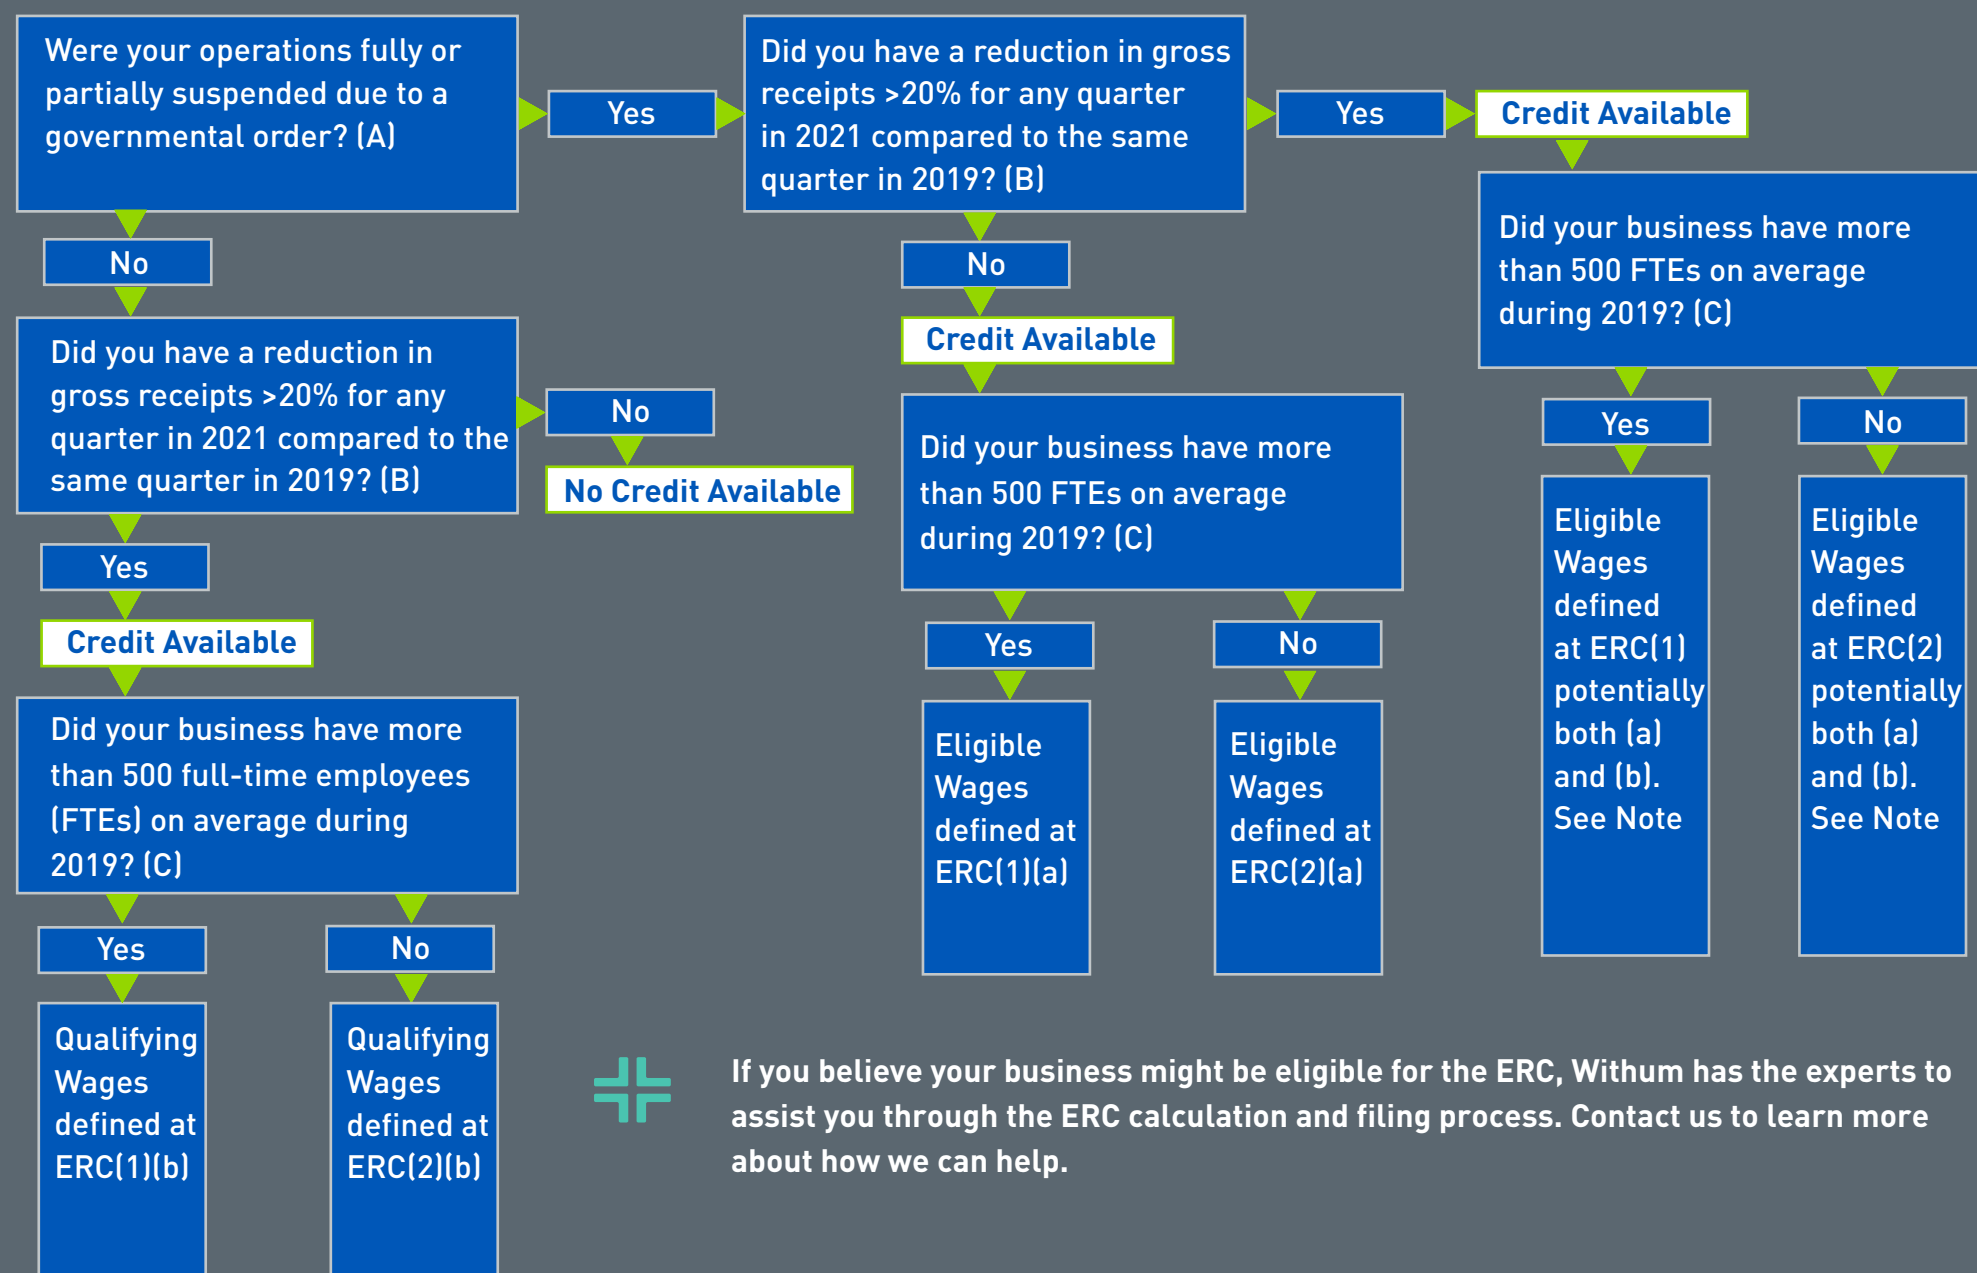 Were your operations fully or
partially suspended due to a
governmental order? (A)
Yes
Did you have a reduction in gross
receipts >20% for any quarter
in 2021 compared to the same
quarter in 2019? (B)
Yes
Credit Available
Did your business have more
than 500 FTEs on average
during 2019? (C)
Yes
Eligible
Wages
defined
at ERC(1)
potentially
both (a)
and (b).
See Note
No
Eligible
Wages
defined
at ERC(2)
potentially
both (a)
and (b).
See Note
No
Credit Available
Did your business have more
than 500 FTEs on average
during 2019? (C)
Yes
Eligible
Wages
defined at
ERC(1)(a)
No
Eligible
Wages
defined at
ERC(2)(a)
No
Did you have a reduction in
gross receipts >20% for any
quarter in 2021 compared to the
same quarter in 2019? (B)
No
No Credit Available
Yes
Credit Available
Did your business have more
than 500 full-time employees
(FTEs) on average during
2019? (C)
Yes
Qualifying
Wages
defined at
ERC(1)(b)
No
Qualifying
Wages
defined at
ERC(2)(b)
If you believe your business might be eligible for the ERC, Withum has the experts to
assist you through the ERC calculation and filing process. Contact us to learn more
about how we can help.